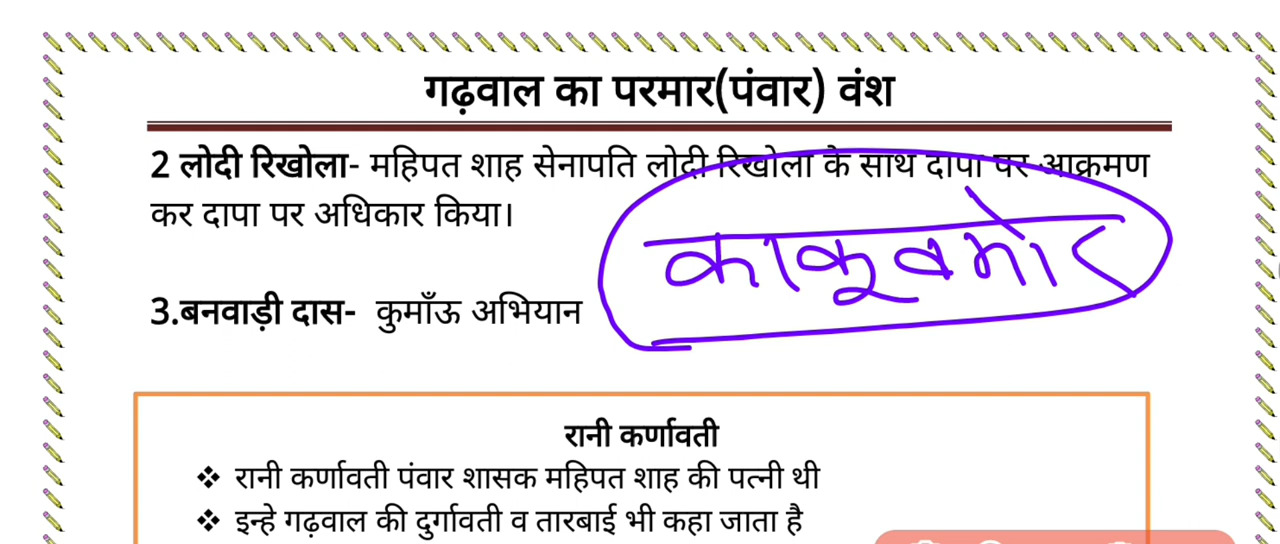 गढ़वाल का परमार(पंवार) वंश
2 लोदी रिखोला- महिपत शाह सेनापति लोदी रिखोला के साथ दापा पर आक्रमण
कर दापा पर अधिकार किया।
काकू व मोर
3.बनवाड़ी दास- कुमाँऊ अभियान
रानी कर्णावती
❖ रानी कर्णावती पंवार शासक महिपत शाह की पत्नी थी
❖ इन्हे गढ़वाल की दुर्गावती व तारबाई भी कहा जाता है